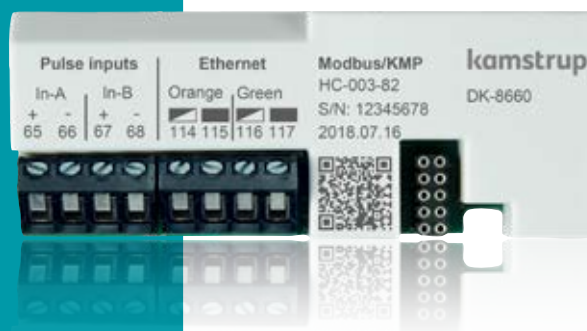 Pulse inputs
In-A In-B
+ - + -
65 66 67 68
Ethernet
Orange Green
114 115 116 117
Modbus/KMP
HC-003-82
S/N: 12345678
2018.07.16
kamstrup
DK-8660